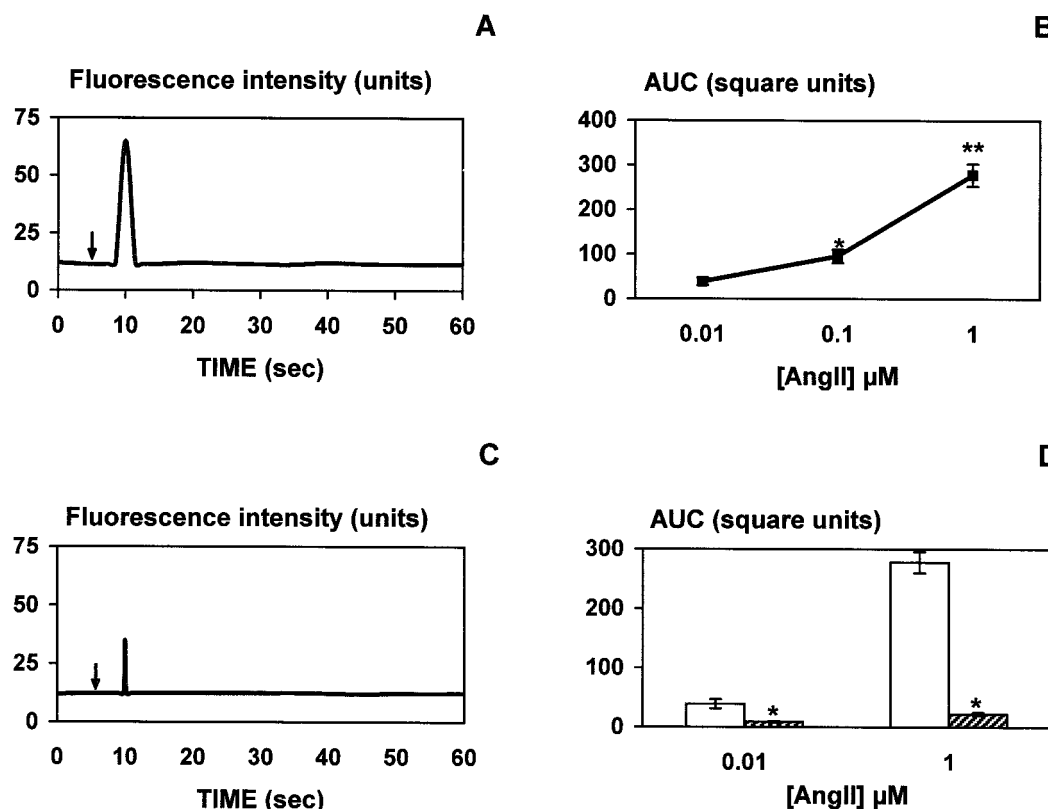 A
Fluorescence intensity (units)
75
50
25
0
0 10 20 30 40 50 60
TIME (sec)
B
AUC (square units)
400
300
200
100
0
**
*
0.01 0.1 1
[AngII] µM
C
Fluorescence intensity (units)
75
50
25
0
0 10 20 30 40 50 60
TIME (sec)
D
AUC (square units)
300
200
100
0
*
*
0.01 1
[AngII] µM